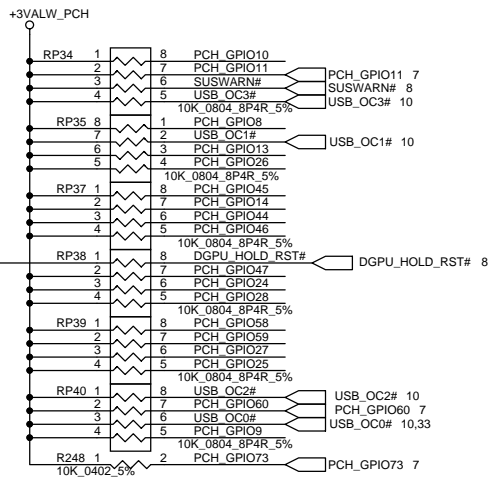 +3VALW_PCH
RP34 1 8 PCH_GPIO10
2 7 PCH_GPIO11 PCH_GPIO11 7
3 6 SUSWARN# SUSWARN# 8
4 5 USB_OC3# USB_OC3# 10
10K_0804_8P4R_5%
RP35 8 1 PCH_GPIO8
7 2 USB_OC1# USB_OC1# 10
6 3 PCH_GPIO13
5 4 PCH_GPIO26
10K_0804_8P4R_5%
RP37 1 8 PCH_GPIO45
2 7 PCH_GPIO14
3 6 PCH_GPIO44
4 5 PCH_GPIO46
10K_0804_8P4R_5%
RP38 1 8 DGPU_HOLD_RST# DGPU_HOLD_RST# 8
2 7 PCH_GPIO47
3 6 PCH_GPIO24
4 5 PCH_GPIO28
10K_0804_8P4R_5%
RP39 1 8 PCH_GPIO58
2 7 PCH_GPIO59
3 6 PCH_GPIO27
4 5 PCH_GPIO25
10K_0804_8P4R_5%
RP40 1 8 USB_OC2# USB_OC2# 10
2 7 PCH_GPIO60 PCH_GPIO60 7
3 6 USB_OC0# USB_OC0# 10,33
4 5 PCH_GPIO9
10K_0804_8P4R_5%
R248 1 2 PCH_GPIO73 PCH_GPIO73 7
10K_0402_5%